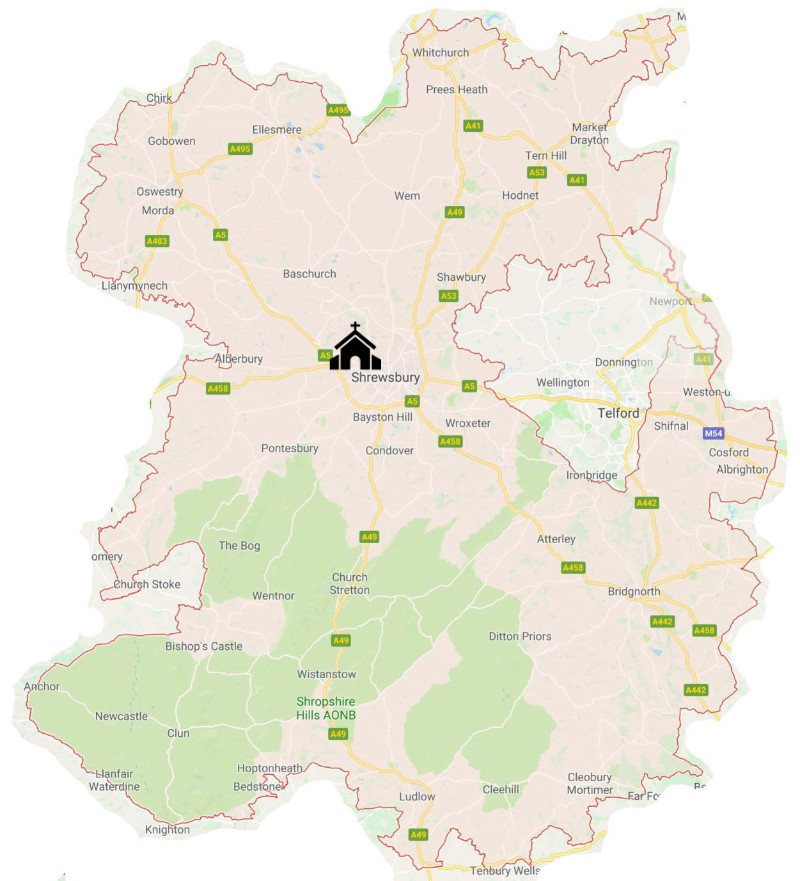 M
Whitchurch
Prees Heath
Chirk
A495
Ellesmere
A41
Market
Drayton
Gobowen
A495
Tern Hill
A53
A41
Oswestry
Wem
Hodnet
Morda
A49
A5
A483
Baschurch
Shawbury
Llanymynech
A53
Newport
A5
Alberbury
Donnington
A41
Shrewsbury
Wellington
A458
A5
Weston-u
A5
Bayston Hill
Telford
Wroxeter
Shifnal
M54
A458
Pontesbury
Condover
Cosford
Albrighton
Ironbridge
A442
A49
Atterley
The Bog
omery
A458
Church Stoke
Church
Stretton
Wentnor
Bridgnorth
A442
A458
A49
Ditton Priors
Bishop's Castle
Wistanstow
Anchor
A442
Shropshire
Hills AONB
Newcastle
Clun
A49
Hoptonheath
Llanfair
Waterdine
Bedstone
Cleobury
Mortimer
Cleehill
Ludlow
Far Fo
Be
Knighton
A49
Tenbury Wells